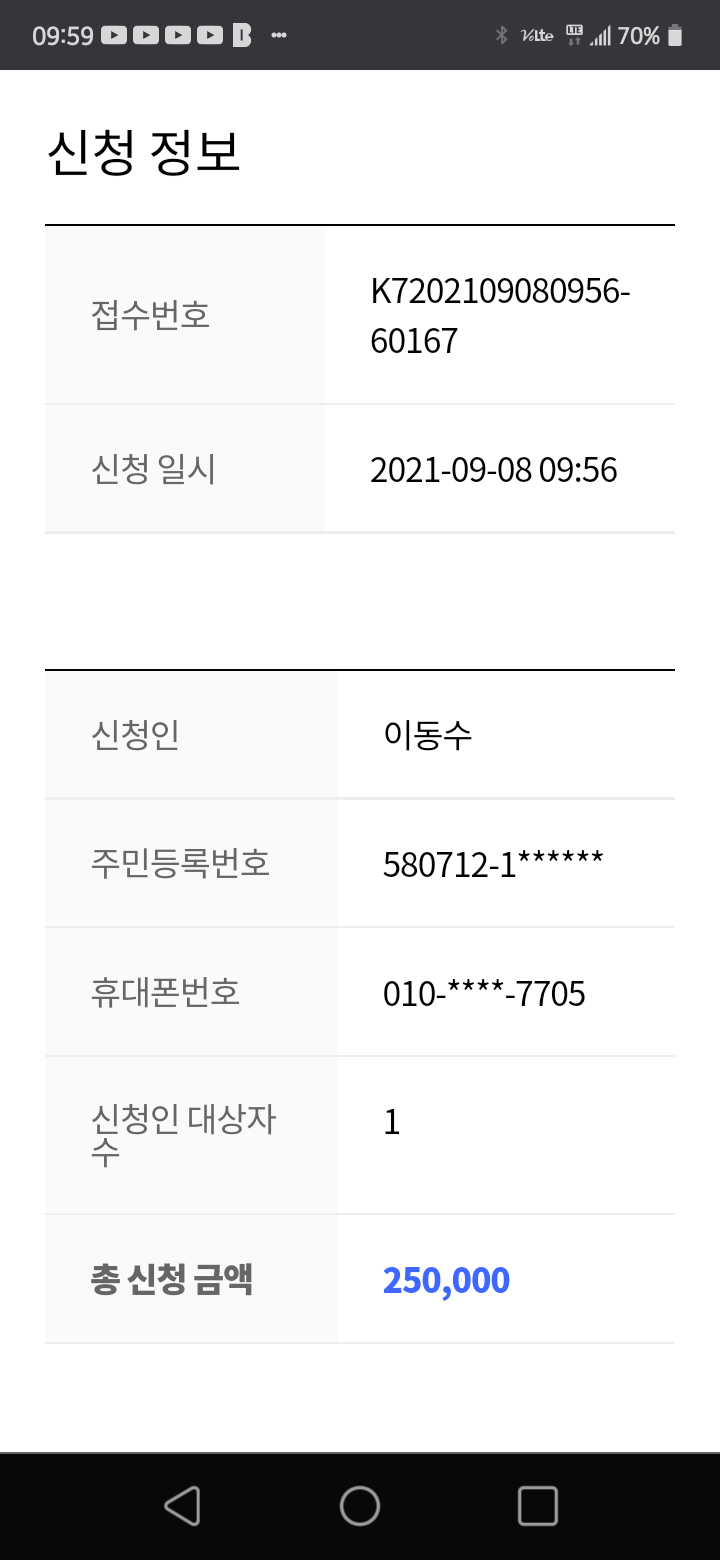 09:59 70%
신청 정보
접수번호 K7202109080956-
60167
신청 일시 2021-09-08 09:56
신청인 이동수
주민등록번호 580712-1******
휴대폰번호 010-****-7705
신청인 대상자 1
수
총 신청 금액 250,000